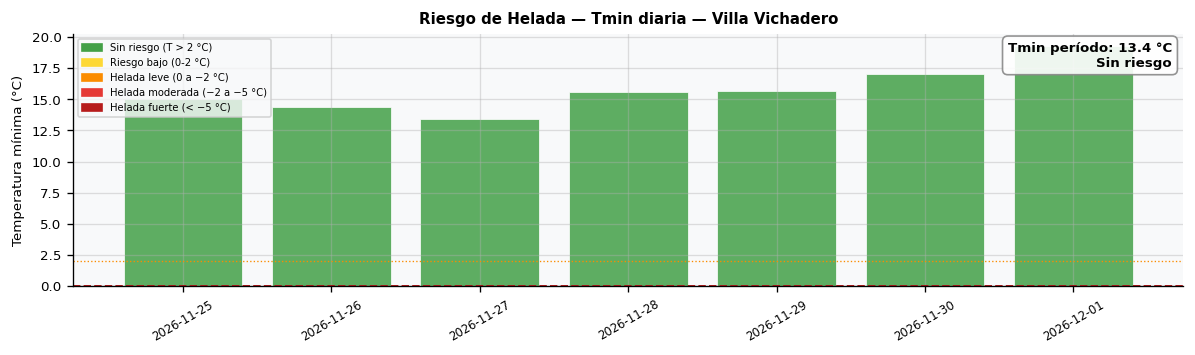 Riesgo de Helada — Tmin diaria — Villa Vichadero
Temperatura mínima (°C)
20.0
17.5
15.0
12.5
10.0
7.5
5.0
2.5
0.0
Sin riesgo (T > 2 °C)
Riesgo bajo (0-2 °C)
Helada leve (0 a −2 °C)
Helada moderada (−2 a −5 °C)
Helada fuerte (< −5 °C)
Tmin período: 13.4 °C
Sin riesgo
2026-11-25
2026-11-26
2026-11-27
2026-11-28
2026-11-29
2026-11-30
2026-12-01